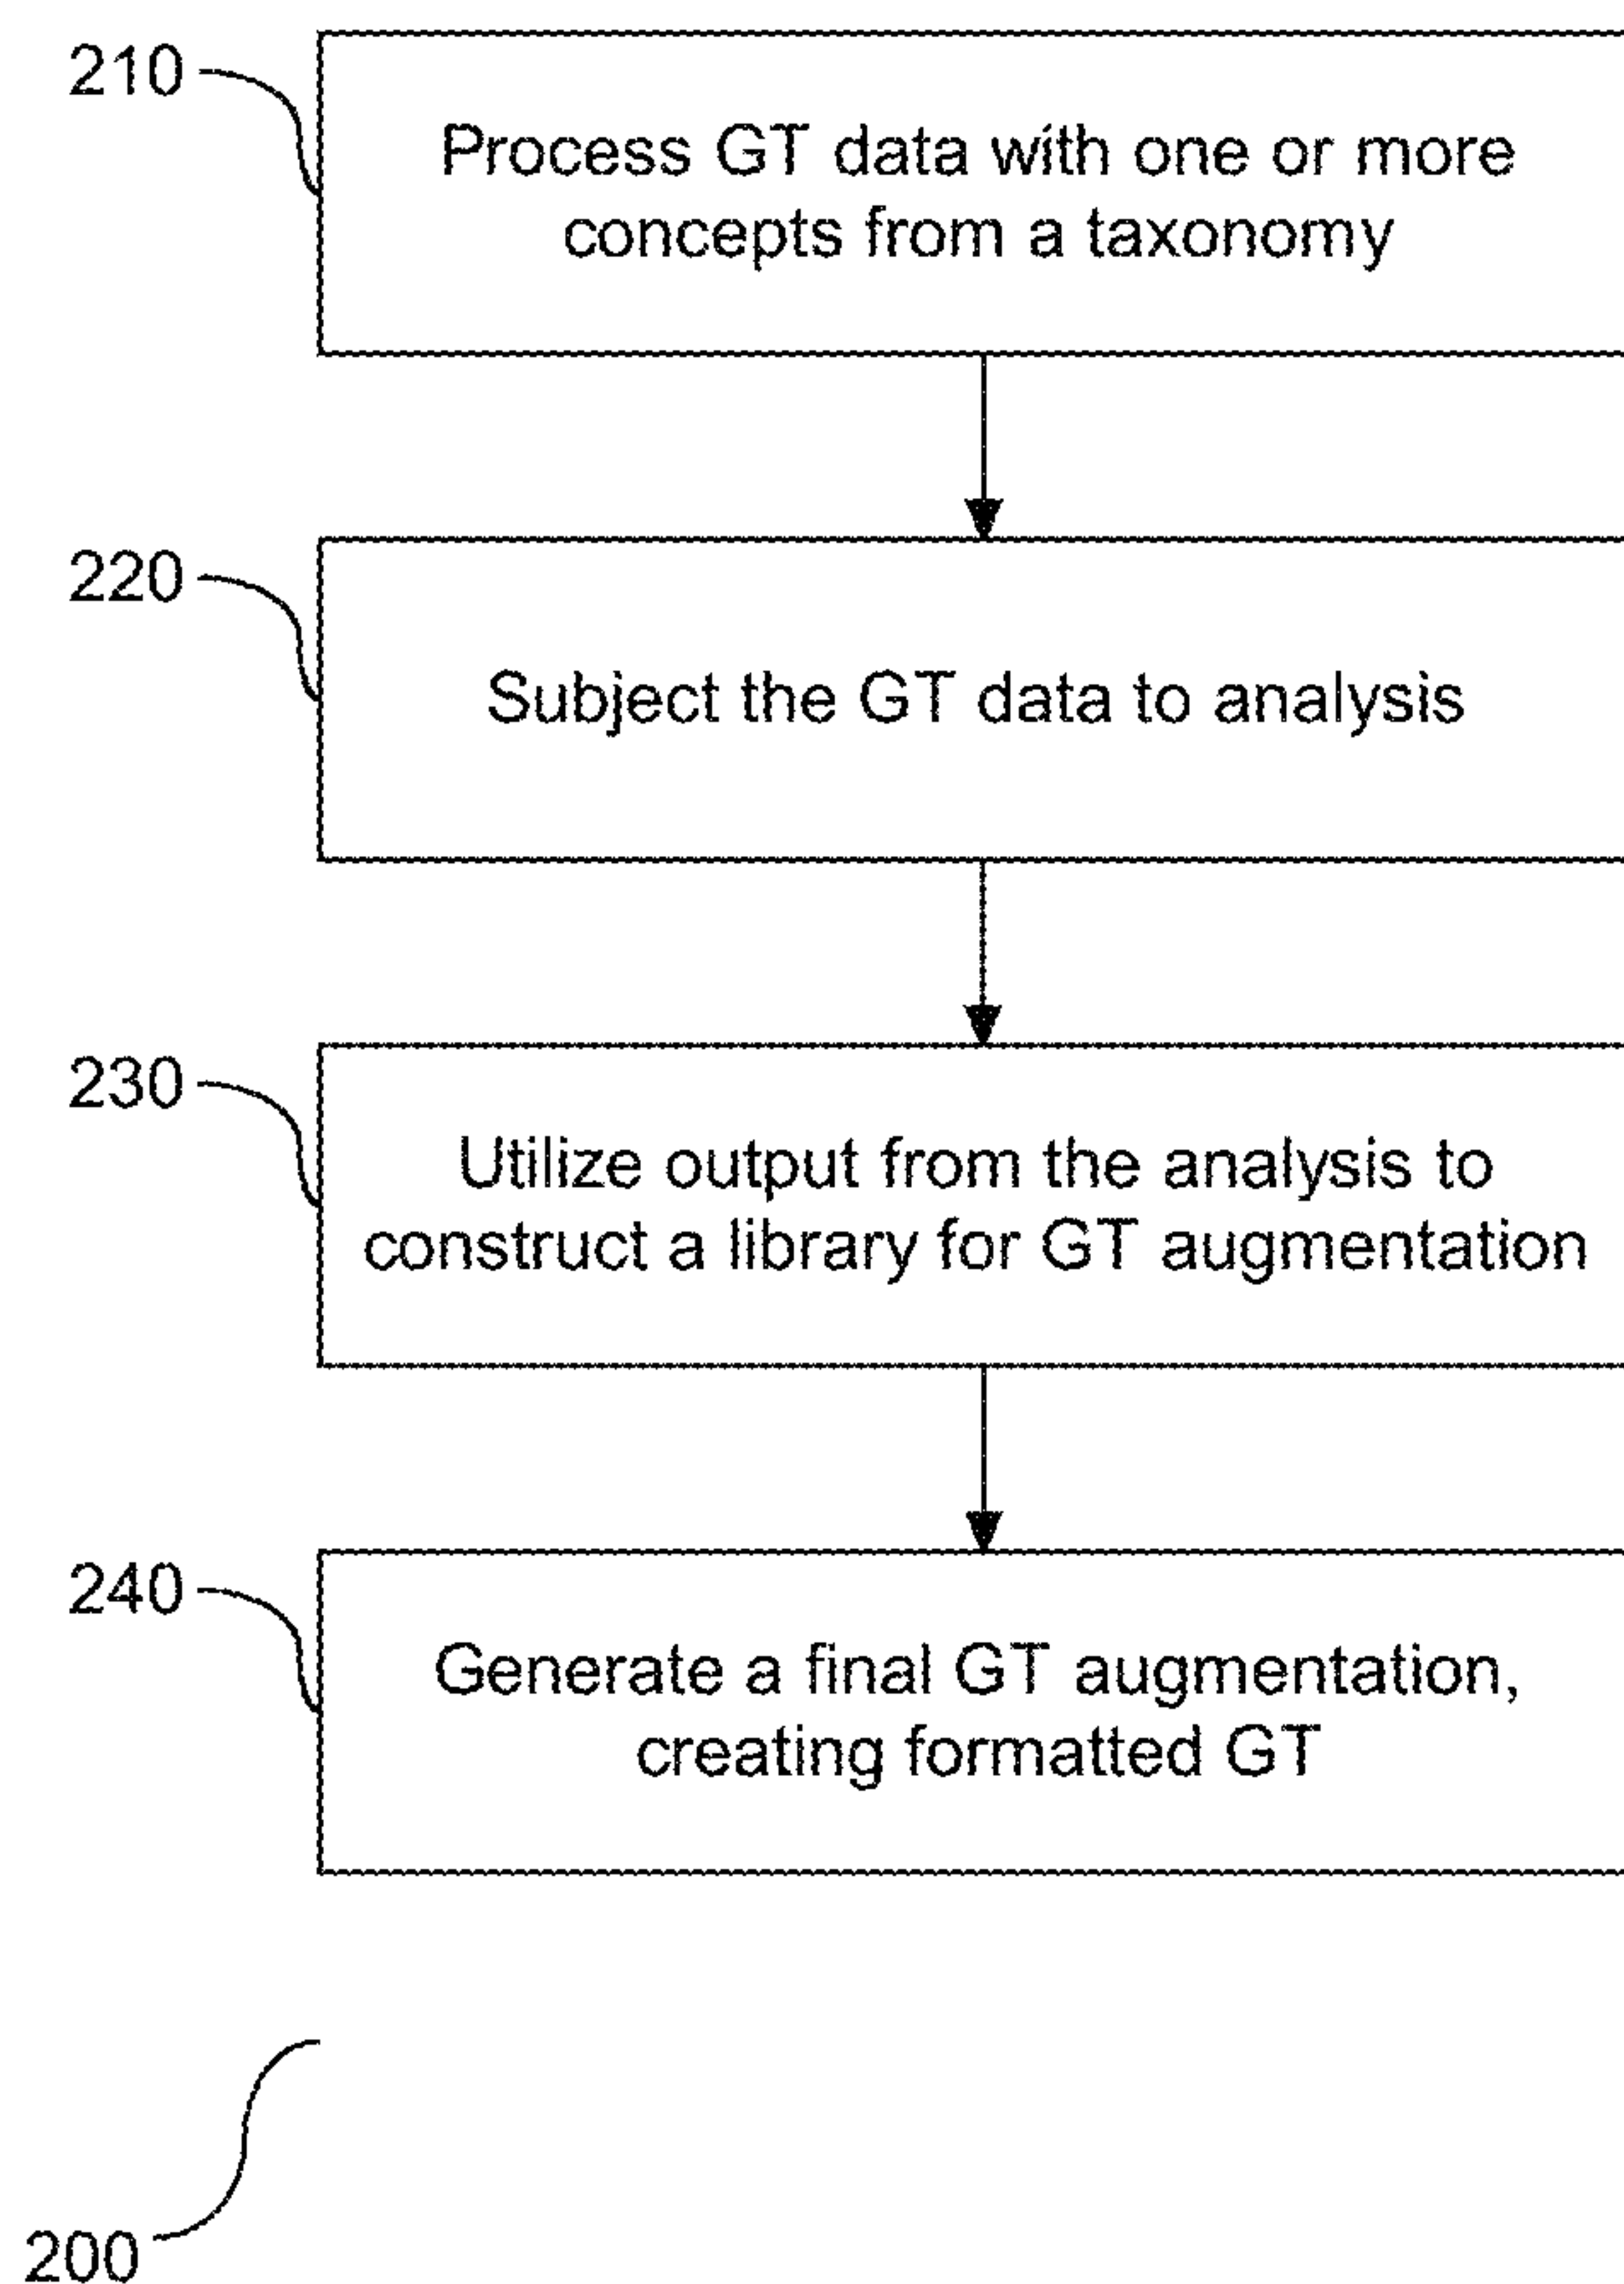 210
Process GT data with one or more
concepts from a taxonomy
220
Subject the GT data to analysis
230
Utilize output from the analysis to
construct a library for GT augmentation
240
Generate a final GT augmentation,
creating formatted GT
200